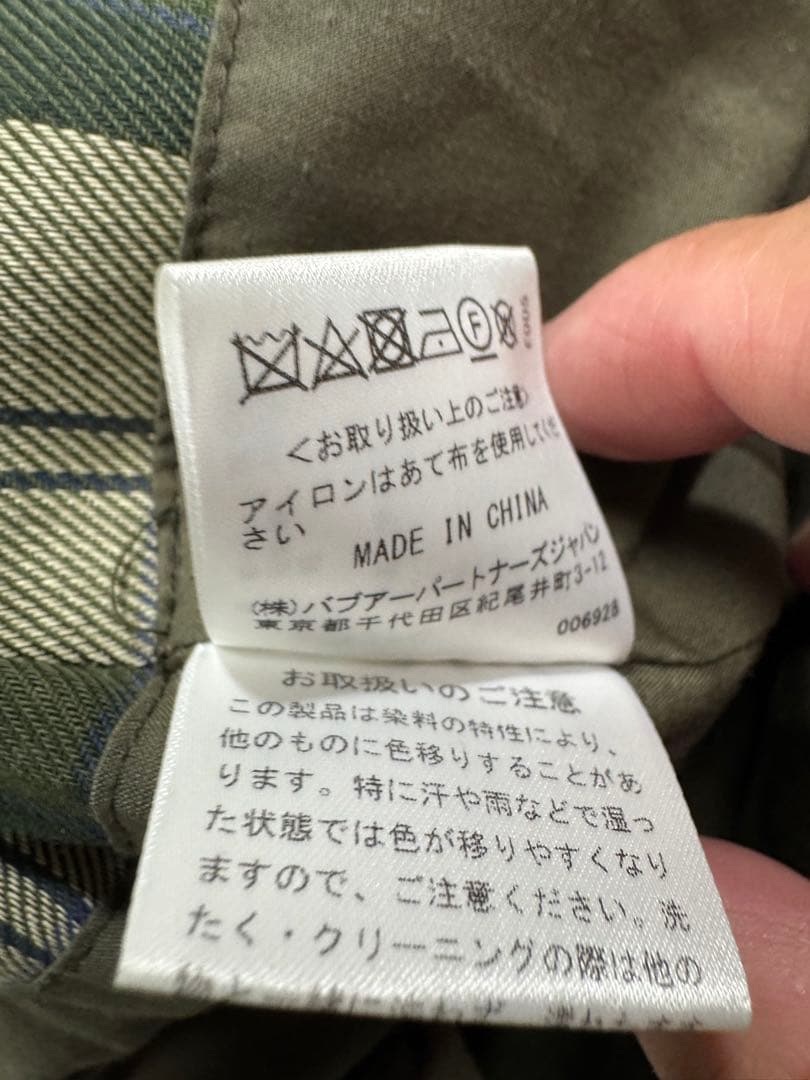 F
S003
<お取り扱い上のご注意>
アイロンはあて布を使用してくだ
さい
MADE IN CHINA
(株)バブアーパートナーズジャパン
東京都千代田区紀尾井町3-12
006928
お取扱いのご注意
この製品は染料の特性により、
他のものに色移りすることがあ
ります。特に汗や雨などで湿っ
た状態では色が移りやすくなり
ますので、ご注意ください。洗
たく・クリーニングの際は他の